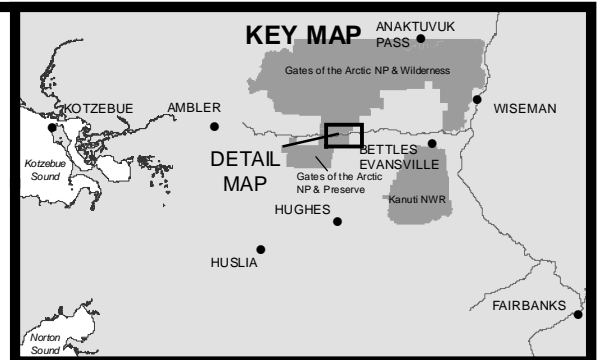 KEY MAP
ANAKTUVUK
PASS
Gates of the Arctic NP & Wilderness
KOTZEBUE
AMBLER
WISEMAN
Kotzebue
Sound
DETAIL
MAP
BETTLES
EVANSVILLE
Gates of the Arctic
NP & Preserve
Kanuti NWR
HUGHES
HUSLIA
FAIRBANKS
Norton
Sound